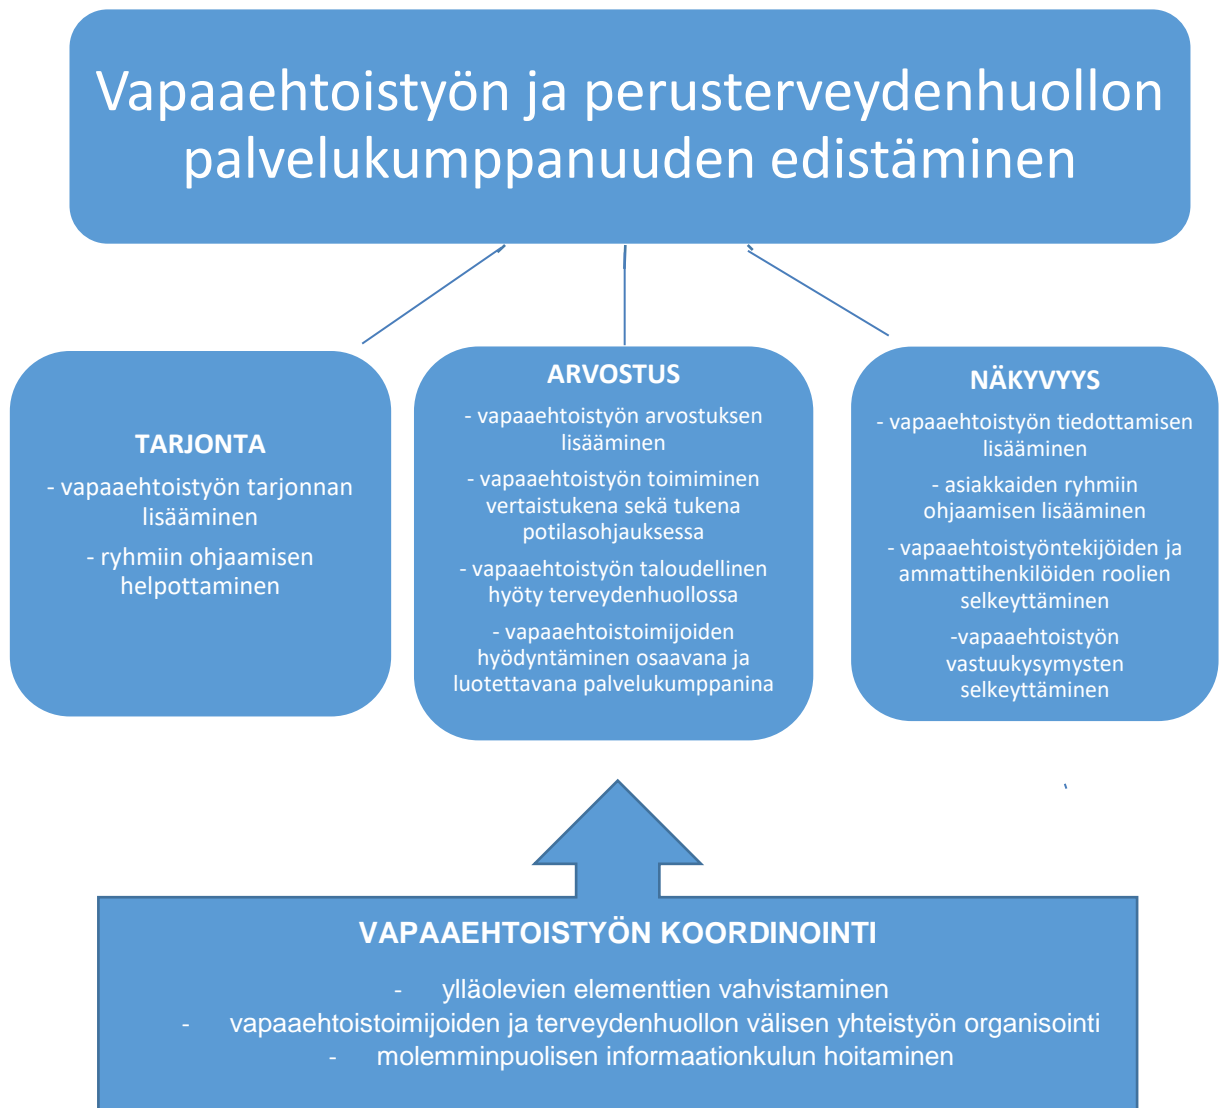 Vapaaehtoistyön ja perusterveydenhuollon
palvelukumppanuuden edistäminen
TARJONTA
- vapaaehtoistyön tarjonnan
lisääminen
- ryhmiin ohjaamisen
helpottaminen
ARVOSTUS
- vapaaehtoistyön arvostuksen
lisääminen
- vapaaehtoistyön toimiminen
vertaistukena sekä tukena
potilasohjauksessa
- vapaaehtoistyön taloudellinen
hyöty terveydenhuollossa
- vapaaehtoistoimijoiden
hyödyntäminen osaavana ja
luotettavana palvelukumppanina
NÄKYVYYS
- vapaaehtoistyön tiedottamisen
lisääminen
- asiakkaiden ryhmiin
ohjaamisen lisääminen
- vapaaehtoistyöntekijöiden ja
ammattihenkilöiden roolien
selkeyttäminen
-vapaaehtoistyön
vastuukysymysten
selkeyttäminen
VAPAAEHTOISTYÖN KOORDINOINTI
- ylläolevien elementtien vahvistaminen
- vapaaehtoistoimijoiden ja terveydenhuollon välisen yhteistyön organisointi
- molemminpuolisen informaationkulun hoitaminen